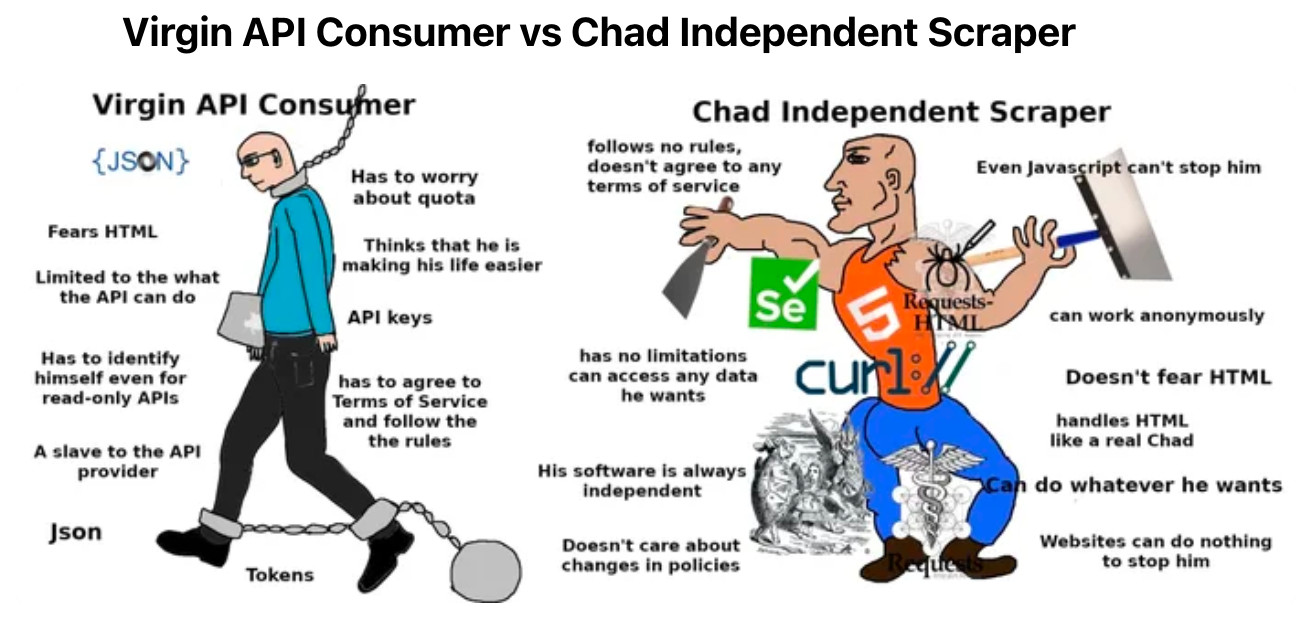 Virgin API Consumer vs Chad Independent Scraper
Virgin API Consumer
{JSON}
Has to worry
about quota
Fears HTML
Thinks that he is
making his life easier
Limited to the what
the API can do
API keys
Has to identify
himself even for
read-only APIs
has to agree to
Terms of Service
and follow the
the rules
A slave to the API
provider
Json
Tokens
Chad Independent Scraper
follows no rules,
doesn't agree to any
terms of service
Even Javascript can't stop him
Se
5
Requests-
HTML
can work anonymously
has no limitations
can access any data
he wants
curl://
Doesn't fear HTML
handles HTML
like a real Chad
His software is always
independent
Can do whatever he wants
Doesn't care about
changes in policies
Websites can do nothing
to stop him
Requests